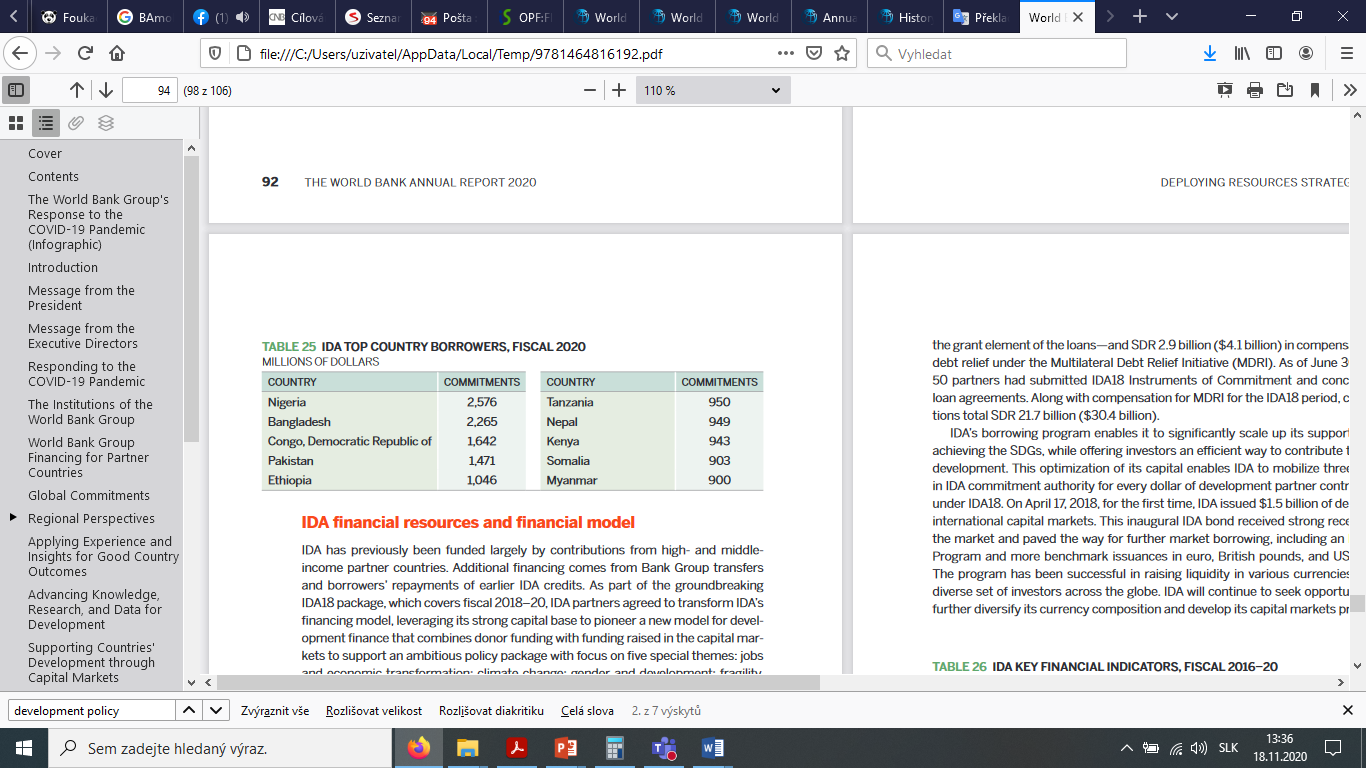 Fouka
BAmo
(1)
Cílová
Seznar
Pošta
OPF:F
World
World
World
Annua
Histor
Překla
World
file:///C:/Users/uzivatel/AppData/Local/Temp/9781464816192.pdf
Vyhledat
94 (98 z 106)
110 %
Cover
Contents
The World Bank Group's
Response to the
COVID-19 Pandemic
(Infographic)
Introduction
Message from the
President
Message from the
Executive Directors
Responding to the
COVID-19 Pandemic
The Institutions of the
World Bank Group
World Bank Group
Financing for Partner
Countries
Global Commitments
Regional Perspectives
Applying Experience and
Insights for Good Country
Outcomes
Advancing Knowledge,
Research, and Data for
Development
Supporting Countries'
Development through
Capital Markets
92 THE WORLD BANK ANNUAL REPORT 2020
DEPLOYING RESOURCES STRATEG
TABLE 25 IDA TOP COUNTRY BORROWERS, FISCAL 2020
MILLIONS OF DOLLARS
COUNTRY COMMITMENTS COUNTRY COMMITMENTS
Nigeria 2,576 Tanzania 950
Bangladesh 2,265 Nepal 949
Congo, Democratic Republic of 1,642 Kenya 943
Pakistan 1,471 Somalia 903
Ethiopia 1,046 Myanmar 900
IDA financial resources and financial model
IDA has previously been funded largely by contributions from high- and middle-
income partner countries. Additional financing comes from Bank Group transfers
and borrowers' repayments of earlier IDA credits. As part of the groundbreaking
IDA18 package, which covers fiscal 2018–20, IDA partners agreed to transform IDA's
financing model, leveraging its strong capital base to pioneer a new model for devel-
opment finance that combines donor funding with funding raised in the capital mar-
kets to support an ambitious policy package with focus on five special themes: jobs
and economic transformation; climate change; gender and development; fragility,
the grant element of the loans—and SDR 2.9 billion ($4.1 billion) in compens
debt relief under the Multilateral Debt Relief Initiative (MDRI). As of June 3
50 partners had submitted IDA18 Instruments of Commitment and conc
loan agreements. Along with compensation for MDRI for the IDA18 period, c
tions total SDR 21.7 billion ($30.4 billion).
IDA's borrowing program enables it to significantly scale up its support
achieving the SDGs, while offering investors an efficient way to contribute t
development. This optimization of its capital enables IDA to mobilize three
in IDA commitment authority for every dollar of development partner contr
under IDA18. On April 17, 2018, for the first time, IDA issued $1.5 billion of de
international capital markets. This inaugural IDA bond received strong rece
the market and paved the way for further market borrowing, including an
Program and more benchmark issuances in euro, British pounds, and US
The program has been successful in raising liquidity in various currencies
diverse set of investors across the globe. IDA will continue to seek opportu
further diversify its currency composition and develop its capital markets pr
TABLE 26 IDA KEY FINANCIAL INDICATORS, FISCAL 2016–20
development policy Zvýraznit vše Rozlišovat velikost Rozlišovat diakritiku Celá slova 2. z 7 výskytů
Sem zadejte hledaný výraz.
SLK
13:36
18.11.2020